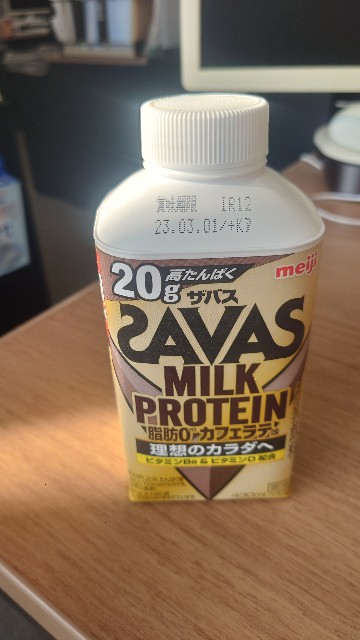 賞味期限 IR12
23.03.01/+K7
20g 高たんぱく
meiji
ザバス
SAVAS
MILK
PROTEIN
脂肪0 カフェラテ味
理想のカラダへ
ビタミンB6 & ビタミンD 配合